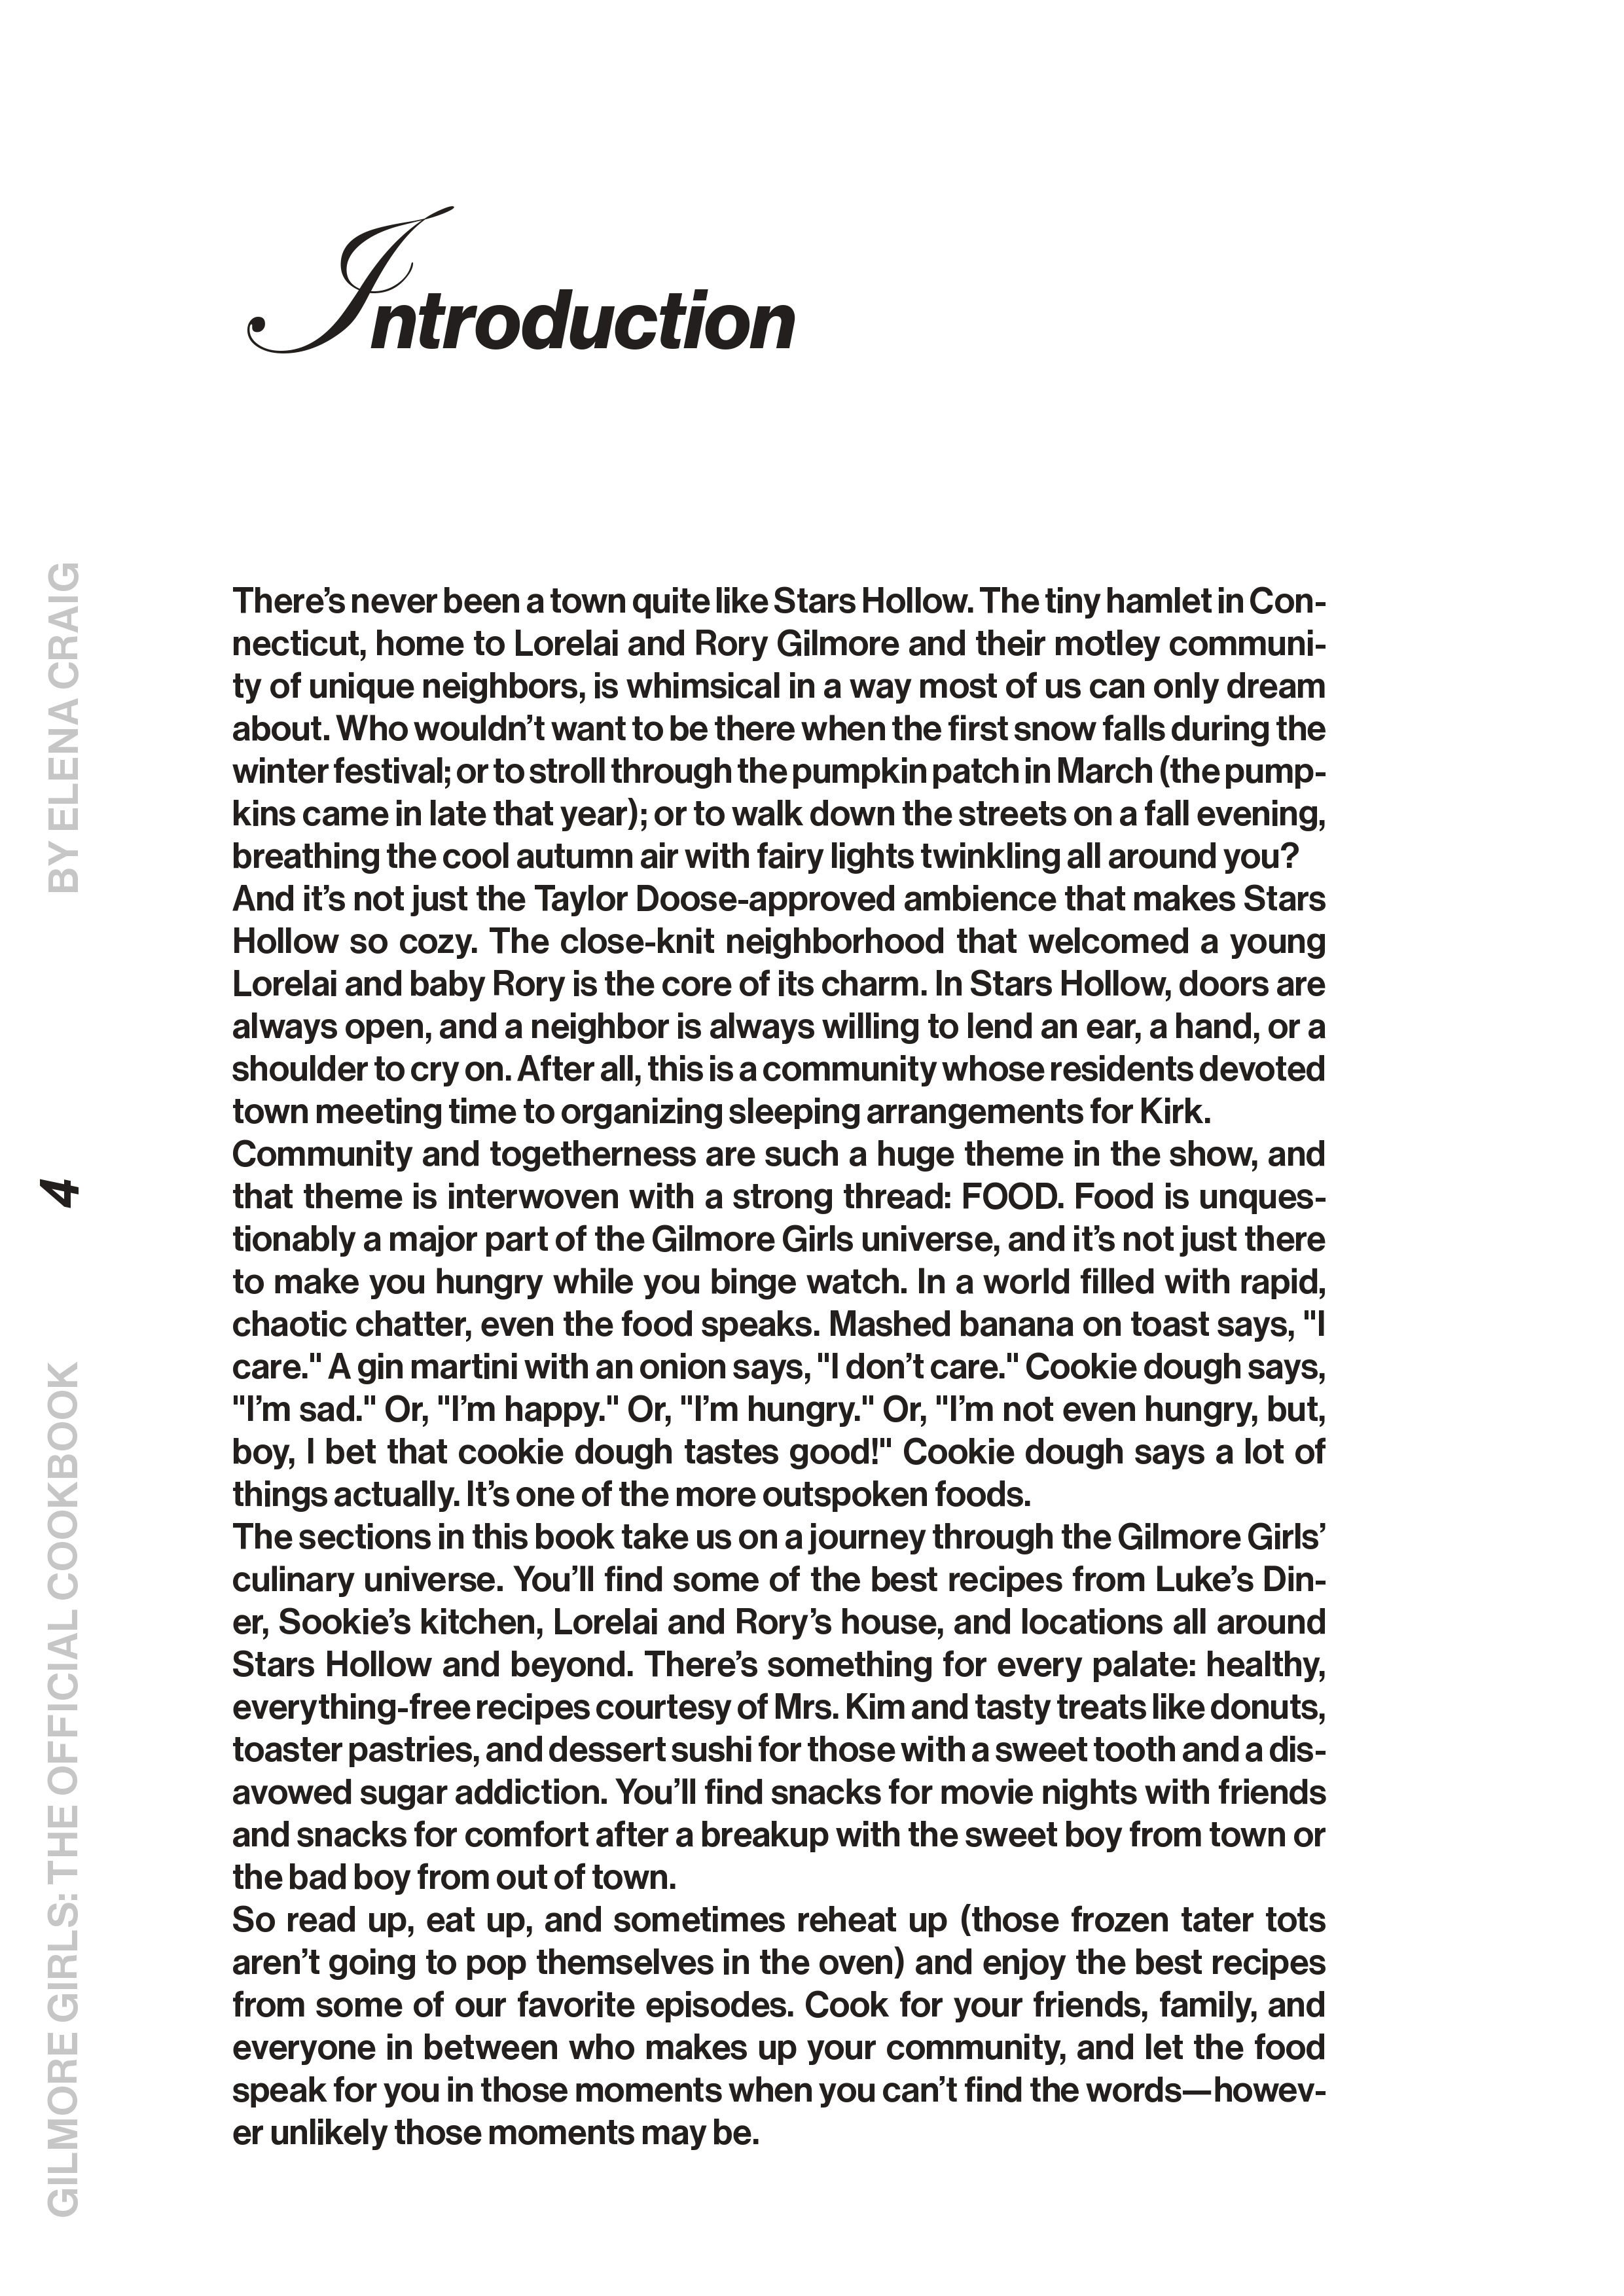 Introduction
There’s never been a town quite like Stars Hollow. The tiny hamlet in Con-
necticut, home to Lorelai and Rory Gilmore and their motley communi-
ty of unique neighbors, is whimsical in a way most of us can only dream
about. Who wouldn’t want to be there when the first snow falls during the
winter festival; or to stroll through the pumpkin patch in March (the pump-
kins came in late that year); or to walk down the streets on a fall evening,
breathing the cool autumn air with fairy lights twinkling all around you?
And it’s not just the Taylor Doose-approved ambience that makes Stars
Hollow so cozy. The close-knit neighborhood that welcomed a young
Lorelai and baby Rory is the core of its charm. In Stars Hollow, doors are
always open, and a neighbor is always willing to lend an ear, a hand, or a
shoulder to cry on. After all, this is a community whose residents devoted
town meeting time to organizing sleeping arrangements for Kirk.
Community and togetherness are such a huge theme in the show, and
that theme is interwoven with a strong thread: FOOD. Food is unques-
tionably a major part of the Gilmore Girls universe, and it’s not just there
to make you hungry while you binge watch. In a world filled with rapid,
chaotic chatter, even the food speaks. Mashed banana on toast says, "I
care." A gin martini with an onion says, "I don’t care." Cookie dough says,
"I’m sad." Or, "I’m happy." Or, "I’m hungry." Or, "I’m not even hungry, but,
boy, I bet that cookie dough tastes good!" Cookie dough says a lot of
things actually. It’s one of the more outspoken foods.
The sections in this book take us on a journey through the Gilmore Girls’
culinary universe. You’ll find some of the best recipes from Luke’s Din-
er, Sookie’s kitchen, Lorelai and Rory’s house, and locations all around
Stars Hollow and beyond. There’s something for every palate: healthy,
everything-free recipes courtesy of Mrs. Kim and tasty treats like donuts,
toaster pastries, and dessert sushi for those with a sweet tooth and a dis-
avowed sugar addiction. You’ll find snacks for movie nights with friends
and snacks for comfort after a breakup with the sweet boy from town or
the bad boy from out of town.
So read up, eat up, and sometimes reheat up (those frozen tater tots
aren’t going to pop themselves in the oven) and enjoy the best recipes
from some of our favorite episodes. Cook for your friends, family, and
everyone in between who makes up your community, and let the food
speak for you in those moments when you can’t find the words—howev-
er unlikely those moments may be.
GILMORE GIRLS: THE OFFICIAL COOKBOOK
4
BY ELENA CRAIG